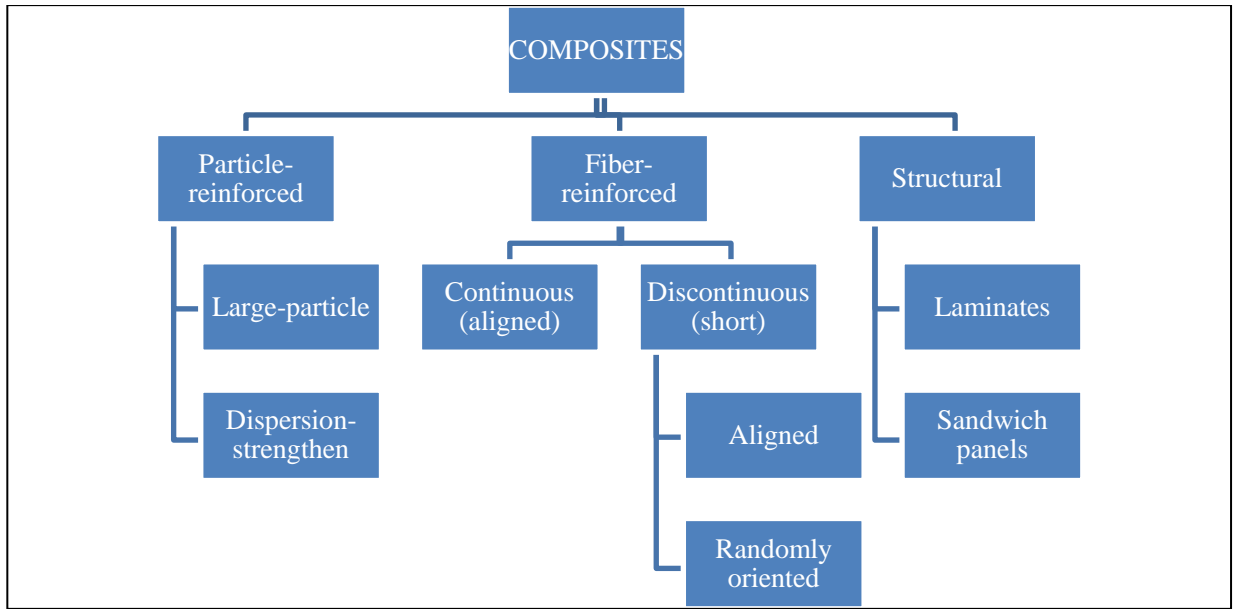 COMPOSITES
Particle-
reinforced
Fiber-
reinforced
Structural
Large-particle
Continuous
(aligned)
Discontinuous
(short)
Laminates
Dispersion-
strengthen
Aligned
Sandwich
panels
Randomly
oriented